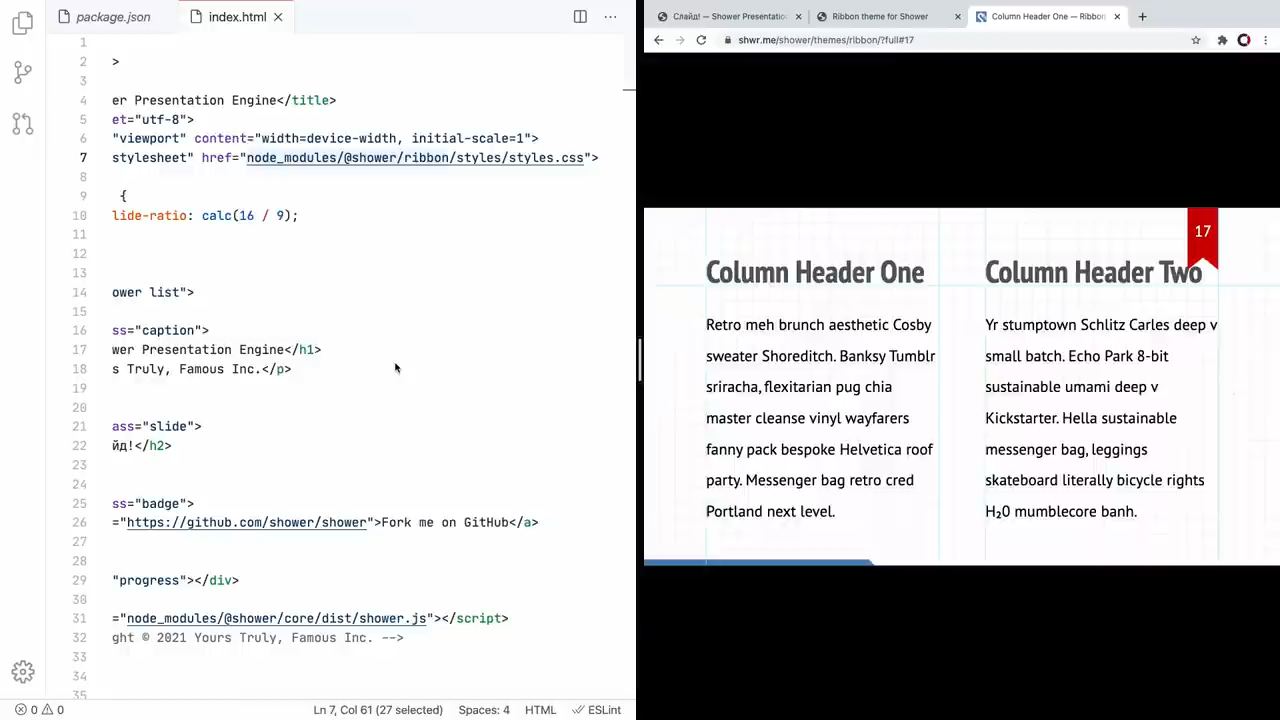 package.json
index.html
1
2 >
3
4 er Presentation Engine</title>
5 et="utf-8">
6 "viewport" content="width=device-width, initial-scale=1">
7 stylesheet" href="node_modules/@shower/ribbon/styles/styles.css">
8
9 {
10 lide-ratio: calc(16 / 9);
11
12
13
14 ower list">
15
16 ss="caption">
17 wer Presentation Engine</h1>
18 s Truly, Famous Inc.</p>
19
20
21 ass="slide">
22 йд!</h2>
23
24
25 ss="badge">
26 ="https://github.com/shower/shower">Fork me on GitHub</a>
27
28
29 "progress"></div>
30
31 ="node_modules/@shower/core/dist/shower.js"></script>
32 ght © 2021 Yours Truly, Famous Inc. -->
33
34
35
0 0
Ln 7, Col 61 (27 selected)
Spaces: 4
HTML
ESLint
Слайд! — Shower Presentatio
Ribbon theme for Shower
Column Header One — Ribbon
shwr.me/shower/themes/ribbon/?full#17
17
Column Header One
Retro meh brunch aesthetic Cosby
sweater Shoreditch. Banksy Tumblr
sriracha, flexitarian pug chia
master cleanse vinyl wayfarers
fanny pack bespoke Helvetica roof
party. Messenger bag retro cred
Portland next level.
Column Header Two
Yr stumptown Schlitz Carles deep v
small batch. Echo Park 8-bit
sustainable umami deep v
Kickstarter. Hella sustainable
messenger bag, leggings
skateboard literally bicycle rights
H₂0 mumblecore banh.